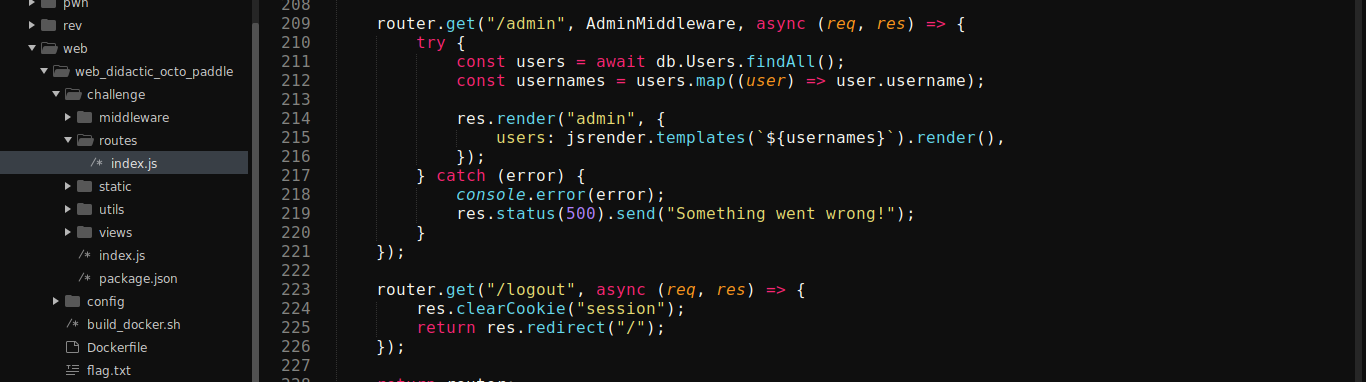 pwn
rev
web
web_didactic_octo_paddle
challenge
middleware
routes
/* index.js
static
utils
views
/* index.js
/* package.json
config
/* build_docker.sh
Dockerfile
flag.txt
208
209 router.get("/admin", AdminMiddleware, async (req, res) => {
210 try {
211 const users = await db.Users.findAll();
212 const usernames = users.map((user) => user.username);
213
214 res.render("admin", {
215 users: jsrender.templates(`${usernames}`).render(),
216 });
217 } catch (error) {
218 console.error(error);
219 res.status(500).send("Something went wrong!");
220 }
221 });
222
223 router.get("/logout", async (req, res) => {
224 res.clearCookie("session");
225 return res.redirect("/");
226 });
227